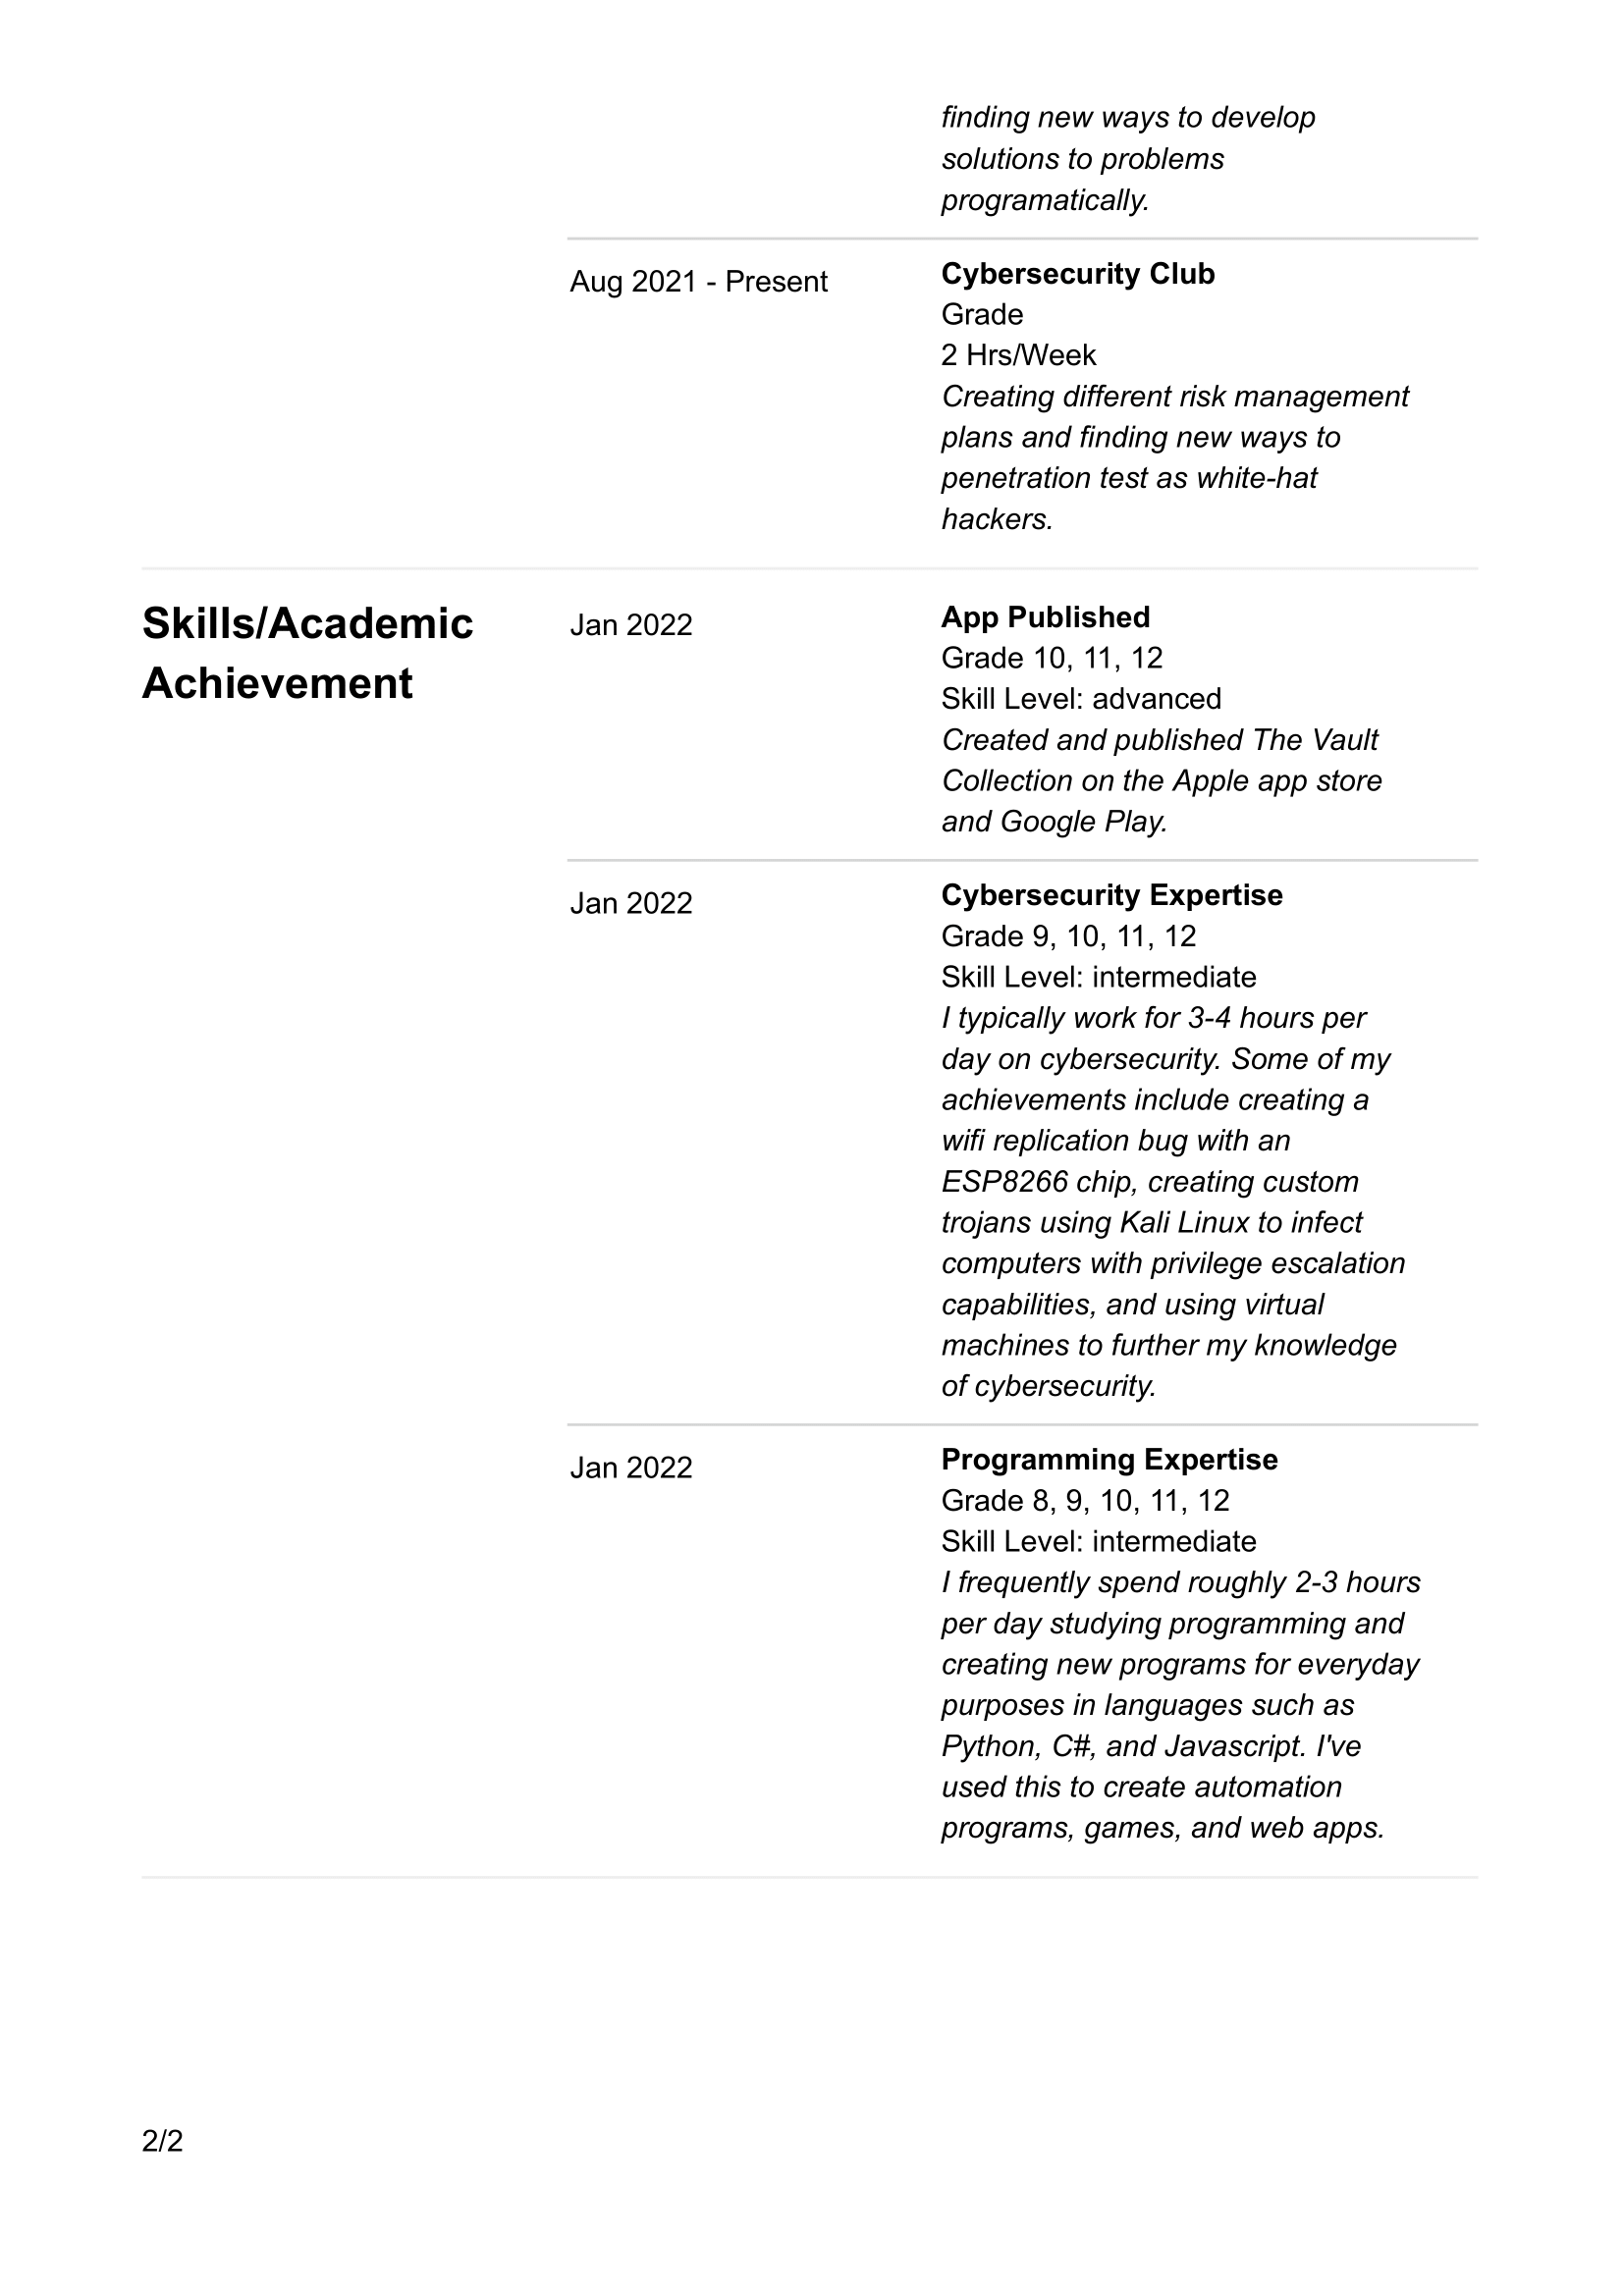 finding new ways to develop
solutions to problems
programatically.
Aug 2021 - Present
Cybersecurity Club
Grade
2 Hrs/Week
Creating different risk management
plans and finding new ways to
penetration test as white-hat
hackers.
Skills/Academic
Achievement
Jan 2022
App Published
Grade 10, 11, 12
Skill Level: advanced
Created and published The Vault
Collection on the Apple app store
and Google Play.
Jan 2022
Cybersecurity Expertise
Grade 9, 10, 11, 12
Skill Level: intermediate
I typically work for 3-4 hours per
day on cybersecurity. Some of my
achievements include creating a
wifi replication bug with an
ESP8266 chip, creating custom
trojans using Kali Linux to infect
computers with privilege escalation
capabilities, and using virtual
machines to further my knowledge
of cybersecurity.
Jan 2022
Programming Expertise
Grade 8, 9, 10, 11, 12
Skill Level: intermediate
I frequently spend roughly 2-3 hours
per day studying programming and
creating new programs for everyday
purposes in languages such as
Python, C#, and Javascript. I've
used this to create automation
programs, games, and web apps.
2/2